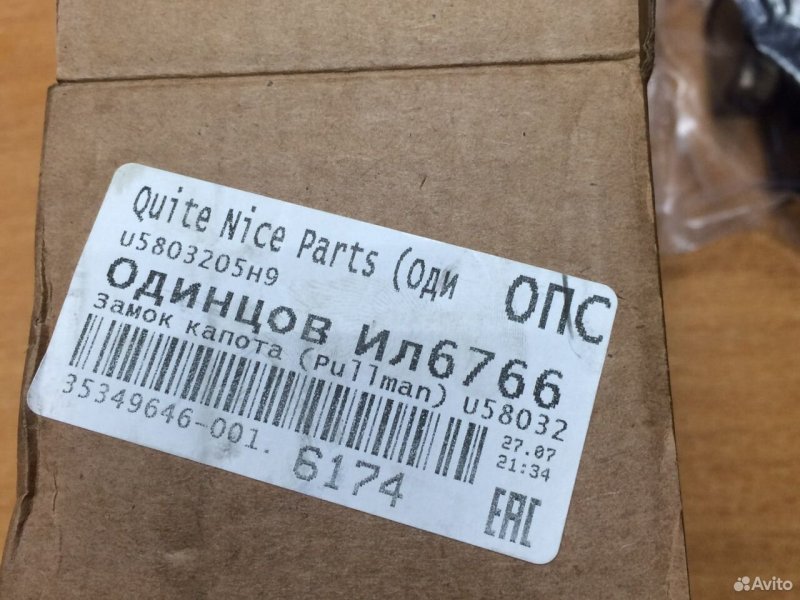 Quite Nice Parts (Оди
U5803205H9
ОПС
Одинцов Ил6766
Замок капота (Pullman) U58032
35349646-001.
6174
27.07
21:34
EAC
Avito